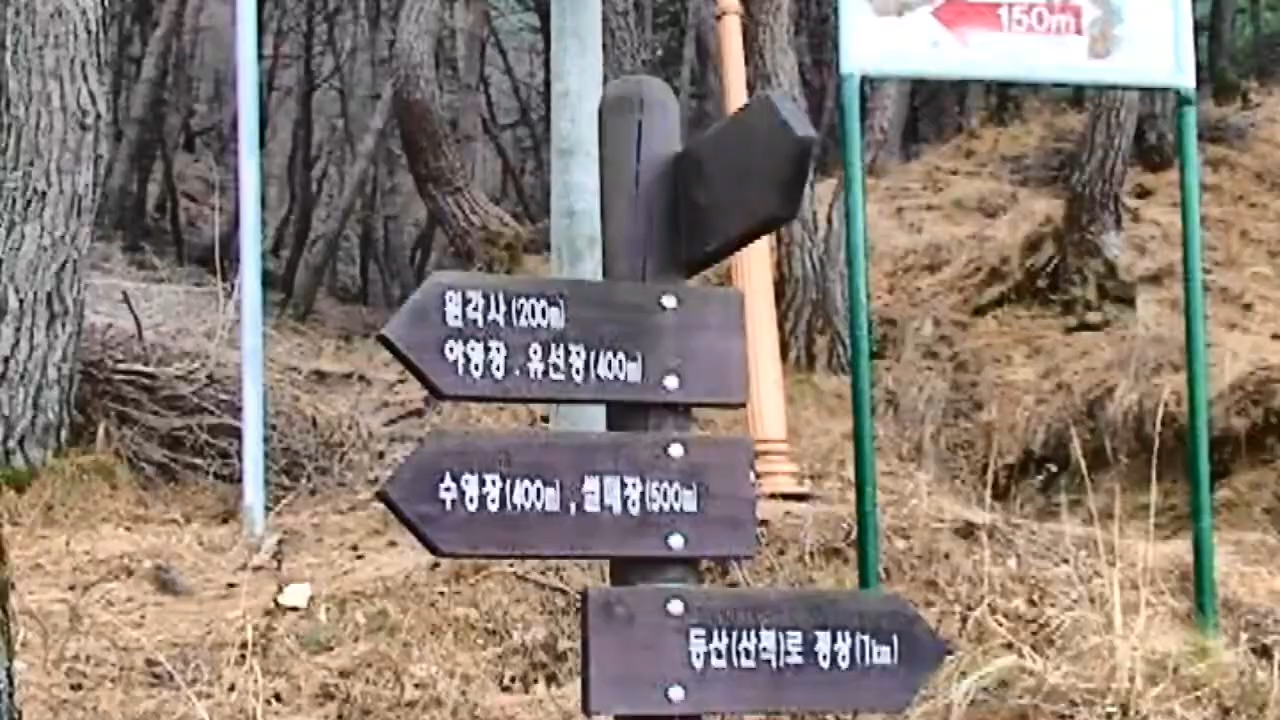 150m
원각사(200m)
야영장.유선장(400m)
수영장(400m),썰매장(500m)
등산(산책)로 정상(1km)